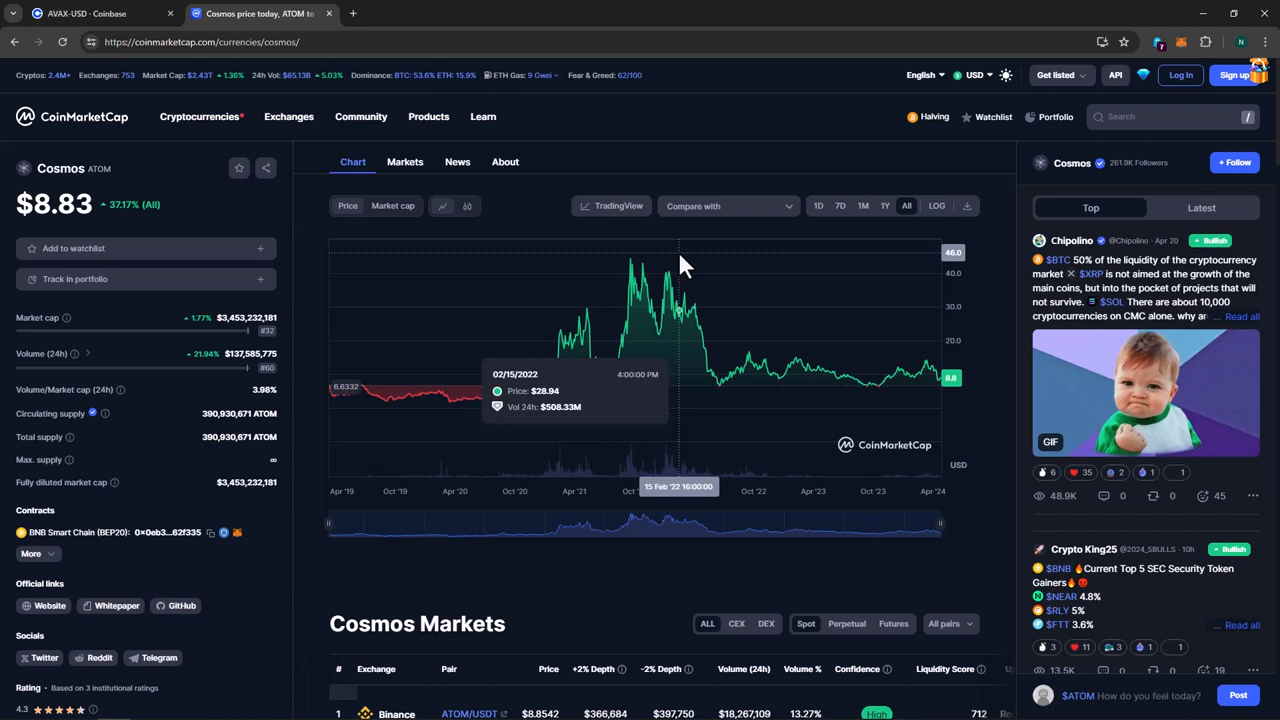 AVAX-USD · Coinbase
Cosmos price today, ATOM to
https://coinmarketcap.com/currencies/cosmos/
7
N
Cryptos: 2.4M+ Exchanges: 753 Market Cap: $2.43T 1.36% 24h Vol: $65.13B 5.03% Dominance: BTC: 53.6% ETH: 15.9% ETH Gas: 9 Gwei Fear & Greed: 62/100
English USD Get listed API Log In Sign up
CoinMarketCap Cryptocurrencies Exchanges Community Products Learn
Halving Watchlist Portfolio Search /
Cosmos ATOM
$8.83 37.17% (All)
Add to watchlist
Track in portfolio
Market cap 1.77% $3,453,232,181
#32
Volume (24h) 21.94% $137,585,775
#60
Volume/Market cap (24h) 3.98%
Circulating supply 390,930,671 ATOM
Total supply 390,930,671 ATOM
Max. supply ∞
Fully diluted market cap $3,453,232,181
Contracts
BNB Smart Chain (BEP20): 0x0eb3...62f335
More
Official links
Website Whitepaper GitHub
Socials
Twitter Reddit Telegram
Rating · Based on 3 institutional ratings
4.3
Chart Markets News About
Price Market cap
TradingView Compare with 1D 7D 1M 1Y All LOG
46.0
40.0
30.0
20.0
8.8
6.6332
02/15/2022 4:00:00 PM
Price: $28.94
Vol 24h: $508.33M
CoinMarketCap
USD
15 Feb '22 16:00:00
Apr '19 Oct '19 Apr '20 Oct '20 Apr '21 Oct Oct '22 Apr '23 Oct '23 Apr '24
Cosmos Markets
ALL CEX DEX Spot Perpetual Futures All pairs
# Exchange Pair Price +2% Depth -2% Depth Volume (24h) Volume % Confidence Liquidity Score
1 Binance ATOM/USDT $8.8542 $366,684 $397,750 $18,267,109 13.27% High 712
Cosmos 261.9K Followers + Follow
Top Latest
Chipolino @Chipolino · Apr 20 Bullish
$BTC 50% of the liquidity of the cryptocurrency
market $XRP is not aimed at the growth of the
main coins, but into the pocket of projects that will
not survive. $SOL There are about 10,000
cryptocurrencies on CMC alone. why ar ... Read all
GIF
6 35 2 1 1
48.9K 0 0 45
Crypto King25 @2024_5BULLS · 10h Bullish
$BNB Current Top 5 SEC Security Token
Gainers
$NEAR 4.8%
$RLY 5%
$FTT 3.6% ... Read all
3 11 3 1 1
13.5K 0 0 19
$ATOM How do you feel today? Post